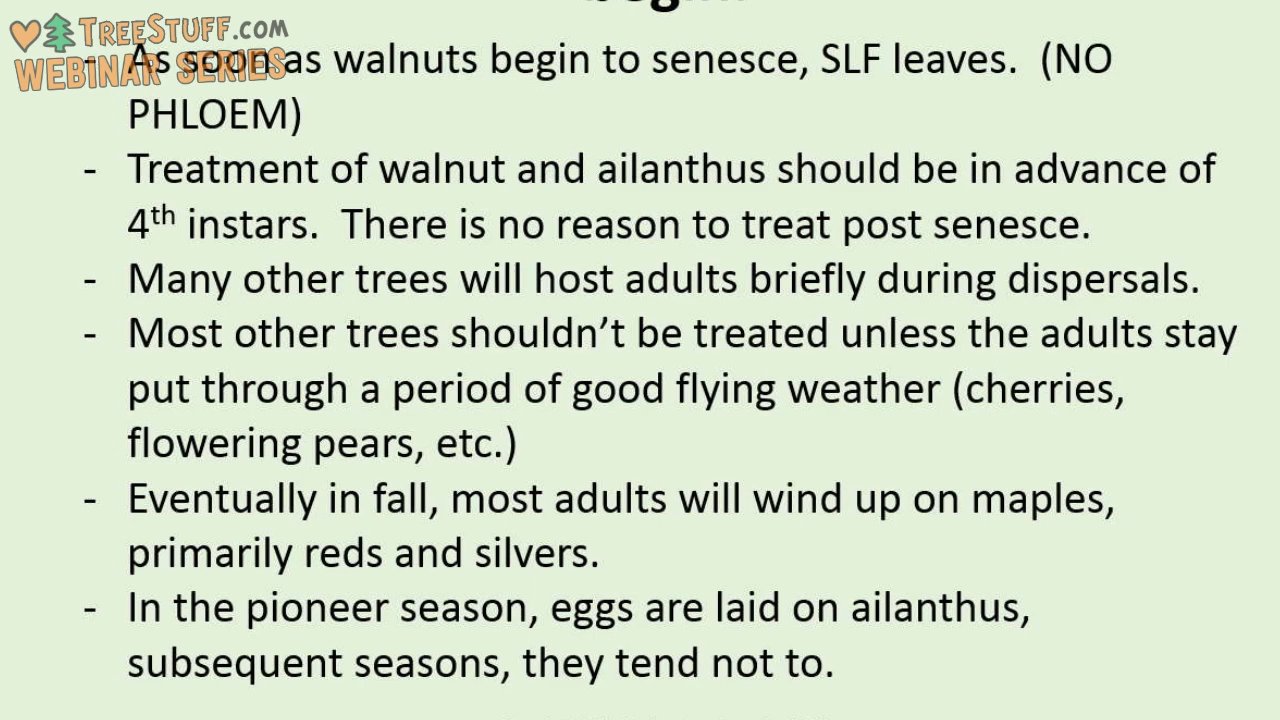 TREESTUFF.COM
WEBINAR SERIES
- As soon as walnuts begin to senesce, SLF leaves. (NO
PHLOEM)
- Treatment of walnut and ailanthus should be in advance of
4th instars. There is no reason to treat post senesce.
- Many other trees will host adults briefly during dispersals.
- Most other trees shouldn't be treated unless the adults stay
put through a period of good flying weather (cherries,
flowering pears, etc.)
- Eventually in fall, most adults will wind up on maples,
primarily reds and silvers.
- In the pioneer season, eggs are laid on ailanthus,
subsequent seasons, they tend not to.